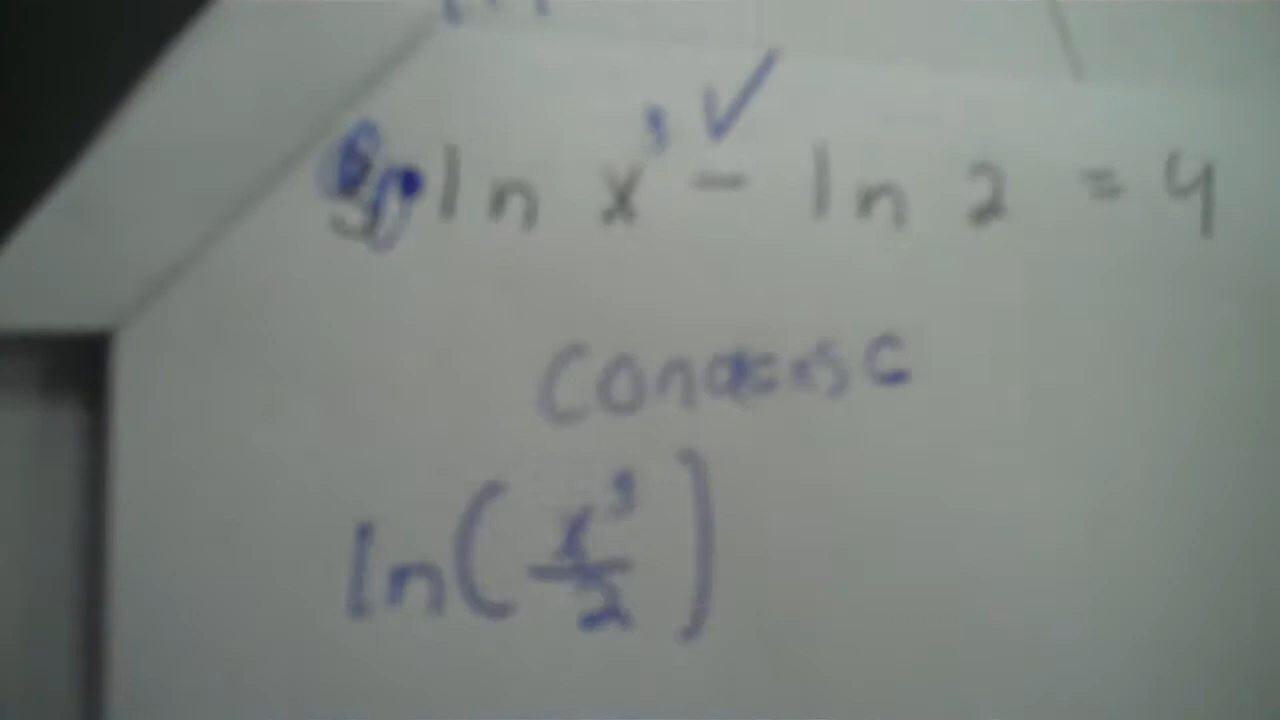 ln x³ - ln 2 = 4
condense
ln(x³/2)